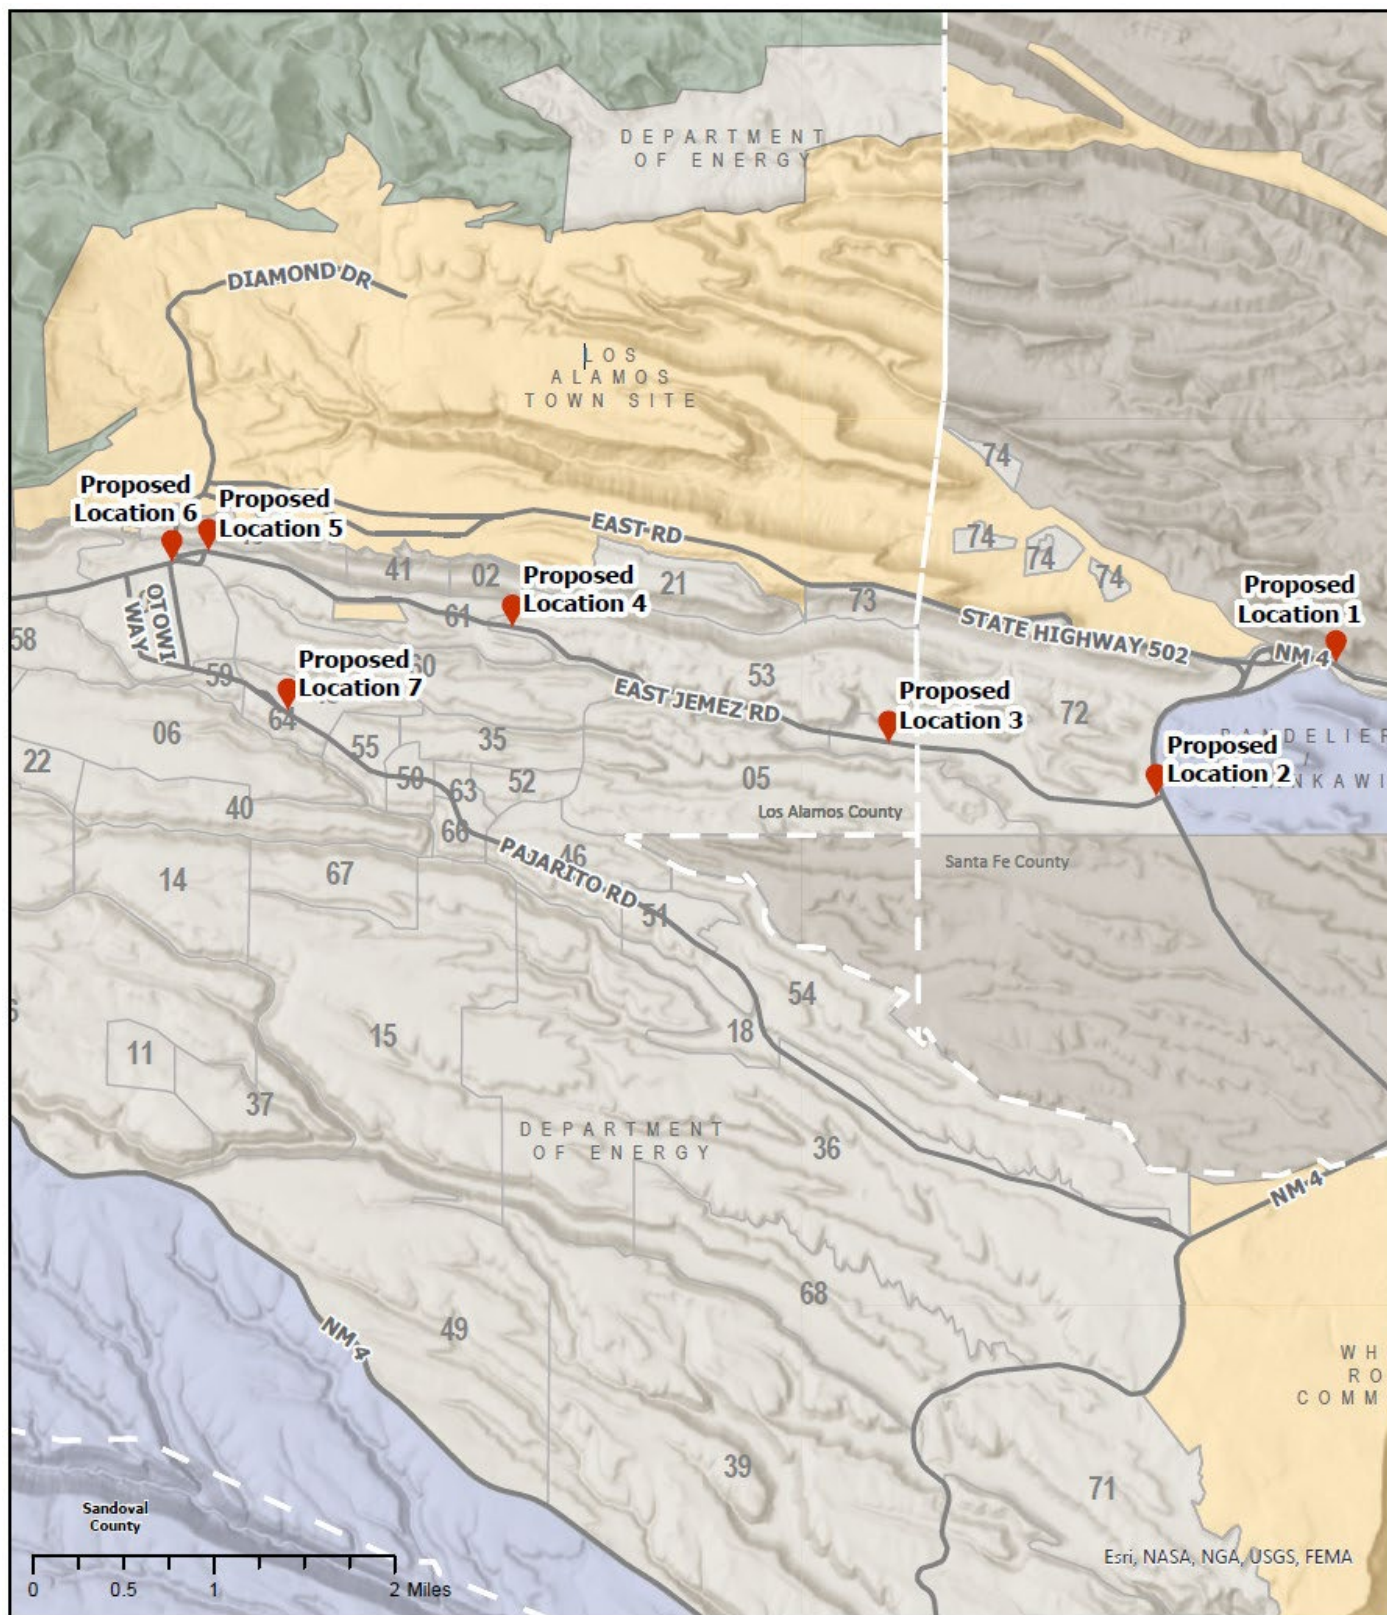 DEPARTMENT
OF ENERGY
DIAMOND DR
LOS
ALAMOS
TOWN SITE
74
Proposed
Location 6
Proposed
Location 5
EAST RD
74
74
74
41
02
Proposed
Location 4
21
73
Proposed
Location 1
61
STATE HIGHWAY 502
NM 4
OTOWI
WAY
58
59
Proposed
Location 7
60
53
EAST JEMEZ RD
Proposed
Location 3
72
64
06
55
35
22
50
63
52
05
Proposed
Location 2
40
66
Los Alamos County
46
Santa Fe County
14
67
PAJARITO RD
51
54
15
18
11
37
DEPARTMENT
OF ENERGY
36
NM 4
68
49
NM 4
WH
RO
COMM
39
71
Sandoval
County
0 0.5 1 2 Miles
Esri, NASA, NGA, USGS, FEMA